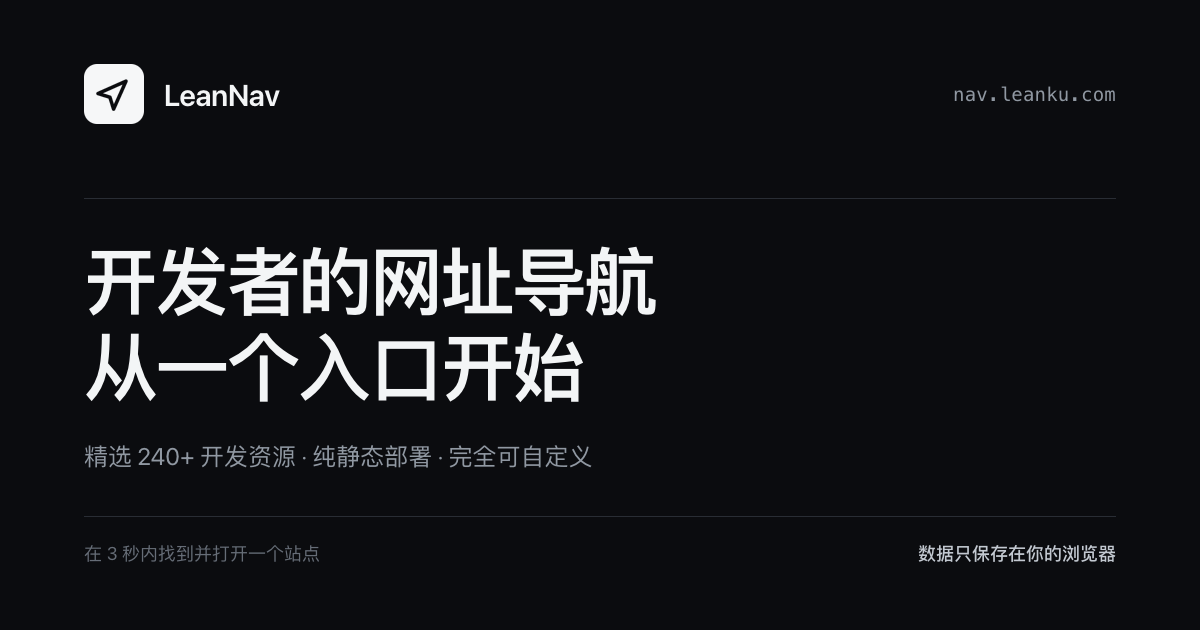 LeanNav
nav.leanku.com
开发者的网址导航
从一个入口开始
精选 240+ 开发资源 · 纯静态部署 · 完全可自定义
在 3 秒内找到并打开一个站点
数据只保存在你的浏览器